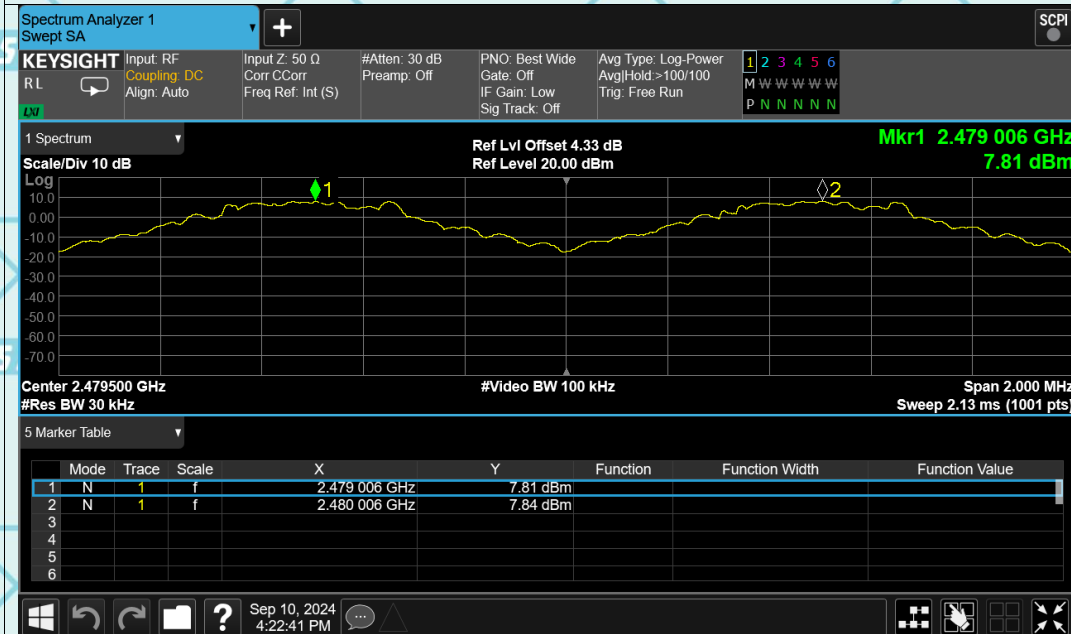 Spectrum Analyzer 1
Swept SA
+
SCPI
KEYSIGHT
R L
LXI
Input: RF
Coupling: DC
Align: Auto
Input Z: 50 Ω
Corr CCorr
Freq Ref: Int (S)
#Atten: 30 dB
Preamp: Off
PNO: Best Wide
Gate: Off
IF Gain: Low
Sig Track: Off
Avg Type: Log-Power
Avg|Hold:>100/100
Trig: Free Run
1 2 3 4 5 6
M W W W W W
P N N N N N
1 Spectrum
Scale/Div 10 dB
Ref Lvl Offset 4.33 dB
Ref Level 20.00 dBm
Mkr1 2.479 006 GHz
7.81 dBm
Log
1
2
10.0
0.00
-10.0
-20.0
-30.0
-40.0
-50.0
-60.0
-70.0
Center 2.479500 GHz
#Video BW 100 kHz
Span 2.000 MHz
#Res BW 30 kHz
Sweep 2.13 ms (1001 pts)
5 Marker Table
Mode Trace Scale X Y Function Function Width Function Value
1 N 1 f 2.479 006 GHz 7.81 dBm
2 N 1 f 2.480 006 GHz 7.84 dBm
3
4
5
6
?
Sep 10, 2024
4:22:41 PM